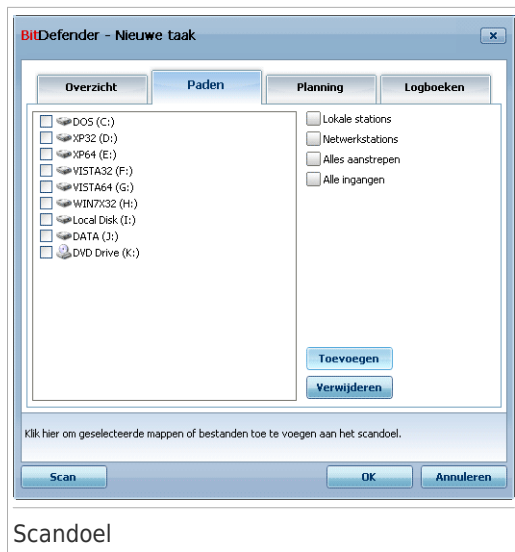 BitDefender - Nieuwe taak
Overzicht
Paden
Planning
Logboeken
DOS (C:)
XP32 (D:)
XP64 (E:)
VISTA32 (F:)
VISTA64 (G:)
WIN7X32 (H:)
Local Disk (I:)
DATA (J:)
DVD Drive (K:)
Lokale stations
Netwerkstations
Alles aanstrepen
Alle ingangen
Toevoegen
Verwijderen
Klik hier om geselecteerde mappen of bestanden toe te voegen aan het scandoel.
Scan
OK
Annuleren
Scandoel